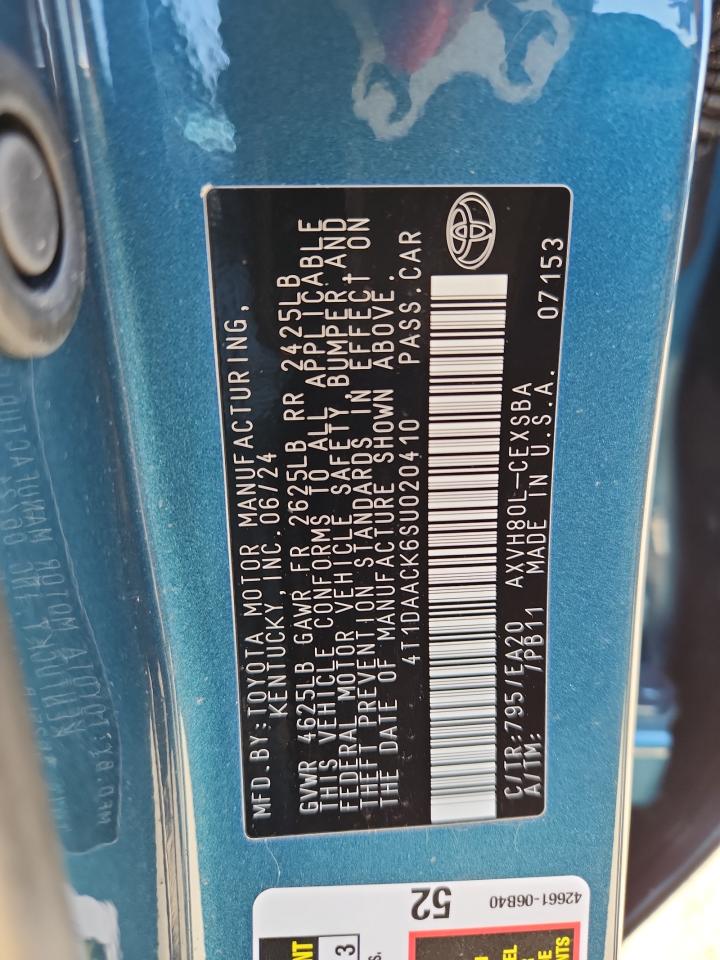 MFD. BY: TOYOTA MOTOR MANUFACTURING,
KENTUCKY, INC. 06/24
GVWR 4625LB GAWR FR 2625LB RR 2425LB
THIS VEHICLE CONFORMS TO ALL APPLICABLE
FEDERAL MOTOR VEHICLE SAFETY, BUMPER AND
THEFT PREVENTION STANDARDS IN EFFECT ON
THE DATE OF MANUFACTURE SHOWN ABOVE.
4T1DAACK6SU020410 PASS.CAR
C/TR: 795/EA20 AXVH80L-CEXSBA
A/TM: /PB11 MADE IN U.S.A. 07153
52
42661-06B40
3